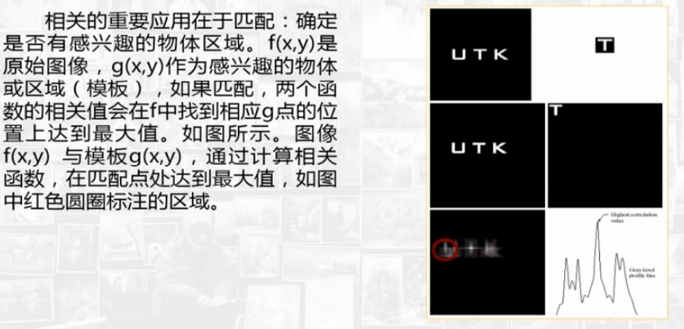 相关的重要应用在于匹配：确定
是否有感兴趣的物体区域。f(x,y)是
原始图像，g(x,y)作为感兴趣的物体
或区域（模板），如果匹配，两个函
数的相关值会在f中找到相应g点的位
置上达到最大值。如图所示。图像
f(x,y) 与模板g(x,y)，通过计算相关
函数，在匹配点处达到最大值，如图
中红色圆圈标注的区域。
UTK
T
UTK
T
UTK
Highest correlation
value
Gray-level
profile line